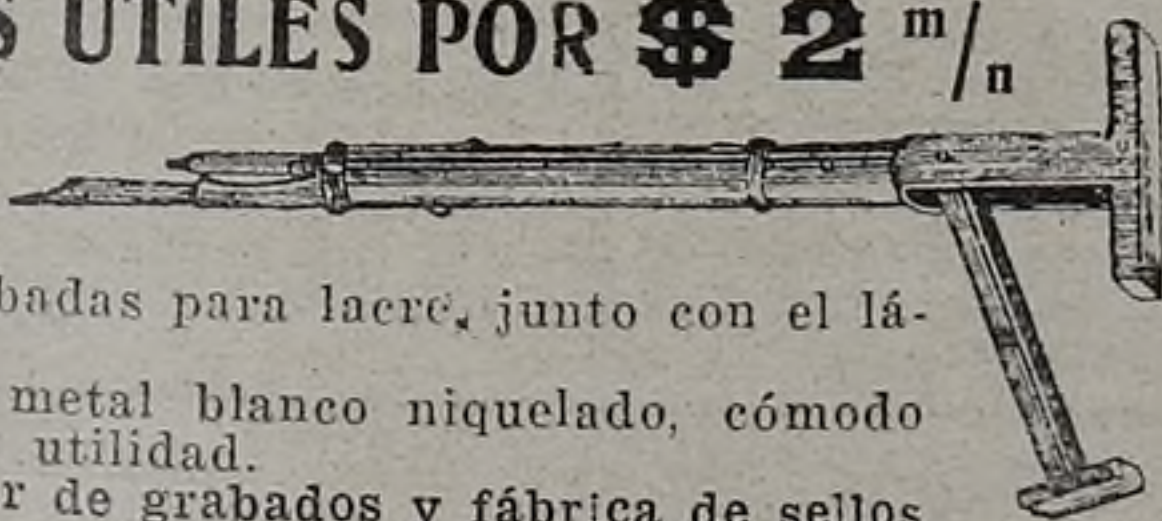 S UTILES POR $ 2 m/n
badas para lacre, junto con el lá-
metal blanco niquelado, cómodo
utilidad.
r de grabados y fábrica de sellos